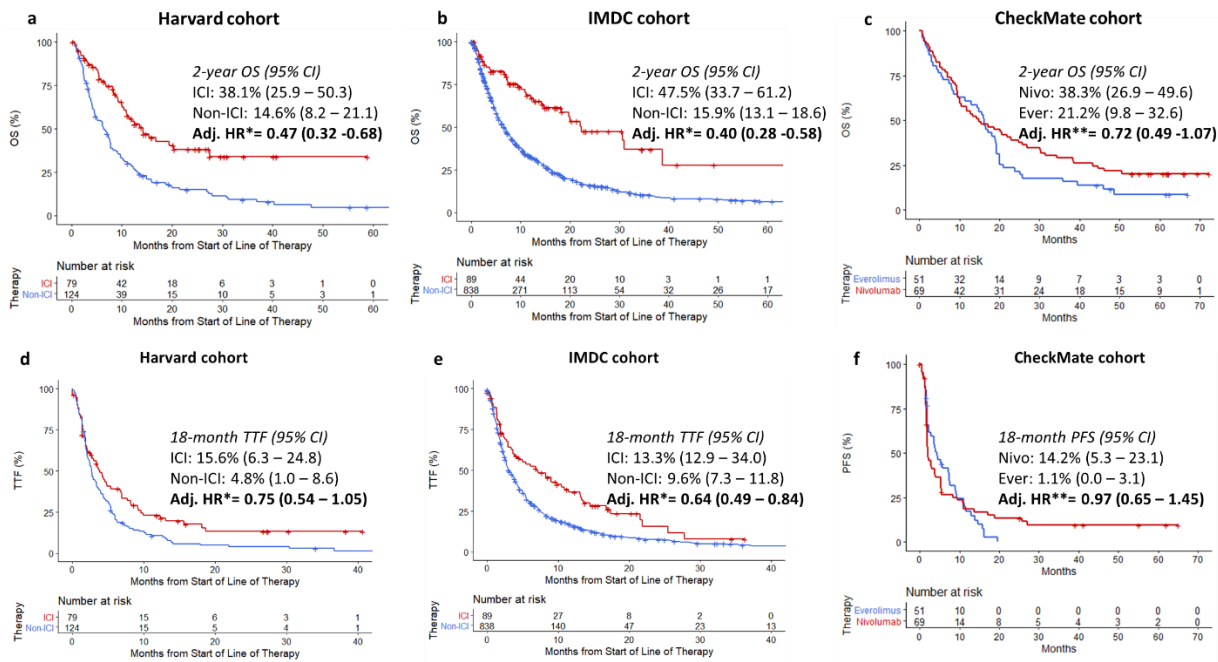 a Harvard cohort
OS (%)
100
75
50
25
0
2-year OS (95% CI)
ICI: 38.1% (25.9 – 50.3)
Non-ICI: 14.6% (8.2 - 21.1)
Adj. HR*= 0.47 (0.32 -0.68)
0 10 20 30 40 50 60
Months from Start of Line of Therapy
Number at risk
Therapy
ICI 79 42 18 6 3 1 0
Non-ICI 124 39 15 10 5 3 1
0 10 20 30 40 50 60
Months from Start of Line of Therapy
b IMDC cohort
OS (%)
100
75
50
25
0
2-year OS (95% CI)
ICI: 47.5% (33.7 – 61.2)
Non-ICI: 15.9% (13.1 – 18.6)
Adj. HR*= 0.40 (0.28 -0.58)
0 10 20 30 40 50 60
Months from Start of Line of Therapy
Number at risk
Therapy
ICI 89 44 20 10 3 1 1
Non-ICI 838 271 113 54 32 26 17
0 10 20 30 40 50 60
Months from Start of Line of Therapy
c CheckMate cohort
OS (%)
100
75
50
25
0
2-year OS (95% CI)
Nivo: 38.3% (26.9 – 49.6)
Ever: 21.2% (9.8 – 32.6)
Adj. HR**= 0.72 (0.49 -1.07)
0 10 20 30 40 50 60 70
Months
Number at risk
Therapy
Everolimus 51 32 14 9 7 3 3 0
Nivolumab 69 42 31 24 18 15 9 1
0 10 20 30 40 50 60 70
Months
d Harvard cohort
TTF (%)
100
75
50
25
0
18-month TTF (95% CI)
ICI: 15.6% (6.3 – 24.8)
Non-ICI: 4.8% (1.0 – 8.6)
Adj. HR*= 0.75 (0.54 – 1.05)
0 10 20 30 40
Months from Start of Line of Therapy
Number at risk
Therapy
ICI 79 15 6 3 1
Non-ICI 124 15 5 4 1
0 10 20 30 40
Months from Start of Line of Therapy
e IMDC cohort
TTF (%)
100
75
50
25
0
18-month TTF (95% CI)
ICI: 13.3% (12.9 – 34.0)
Non-ICI: 9.6% (7.3 – 11.8)
Adj. HR*= 0.64 (0.49 – 0.84)
0 10 20 30 40
Months from Start of Line of Therapy
Number at risk
Therapy
ICI 89 27 8 2 0
Non-ICI 838 140 47 23 13
0 10 20 30 40
Months from Start of Line of Therapy
f CheckMate cohort
PFS (%)
100
75
50
25
0
18-month PFS (95% CI)
Nivo: 14.2% (5.3 – 23.1)
Ever: 1.1% (0.0 – 3.1)
Adj. HR**= 0.97 (0.65 – 1.45)
0 10 20 30 40 50 60 70
Months
Number at risk
Therapy
Everolimus 51 10 0 0 0 0 0 0
Nivolumab 69 14 8 5 4 3 2 0
0 10 20 30 40 50 60 70
Months